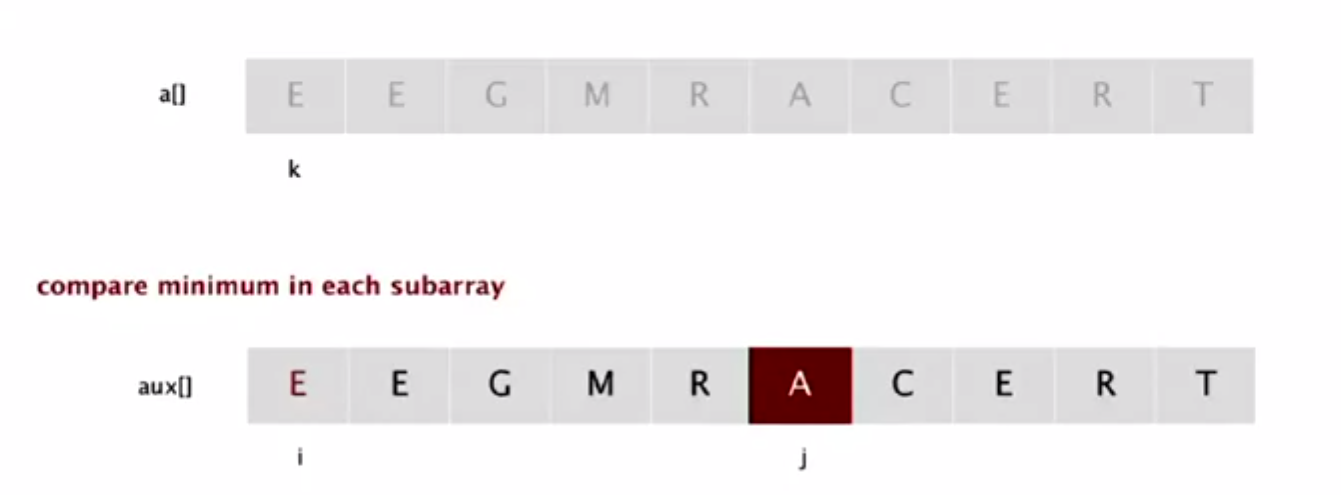 a[] E E G M R A C E R T
k
compare minimum in each subarray
aux[] E E G M R A C E R T
i j